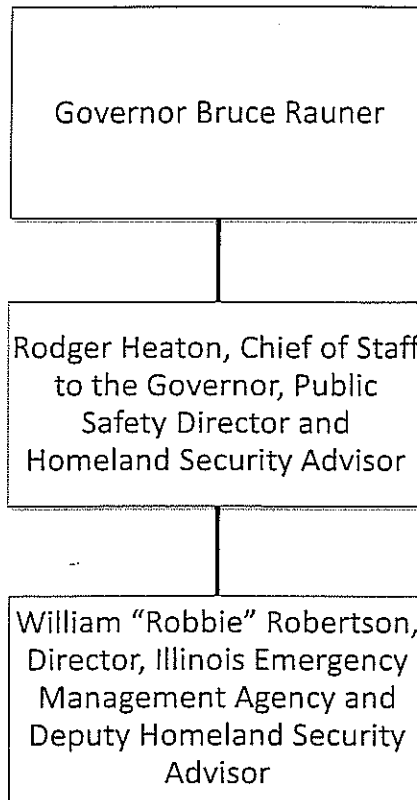 Governor Bruce Rauner
Rodger Heaton, Chief of Staff
to the Governor, Public
Safety Director and
Homeland Security Advisor
William “Robbie” Robertson,
Director, Illinois Emergency
Management Agency and
Deputy Homeland Security
Advisor